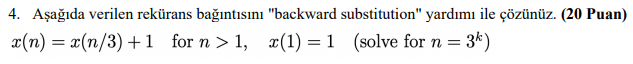 4. Aşağıda verilen rekürans bağıntısını "backward substitution" yardımı ile çözünüz. (20 Puan)
x(n) = x(n/3) + 1 for n > 1, x(1) = 1 (solve for n = 3ᵏ)